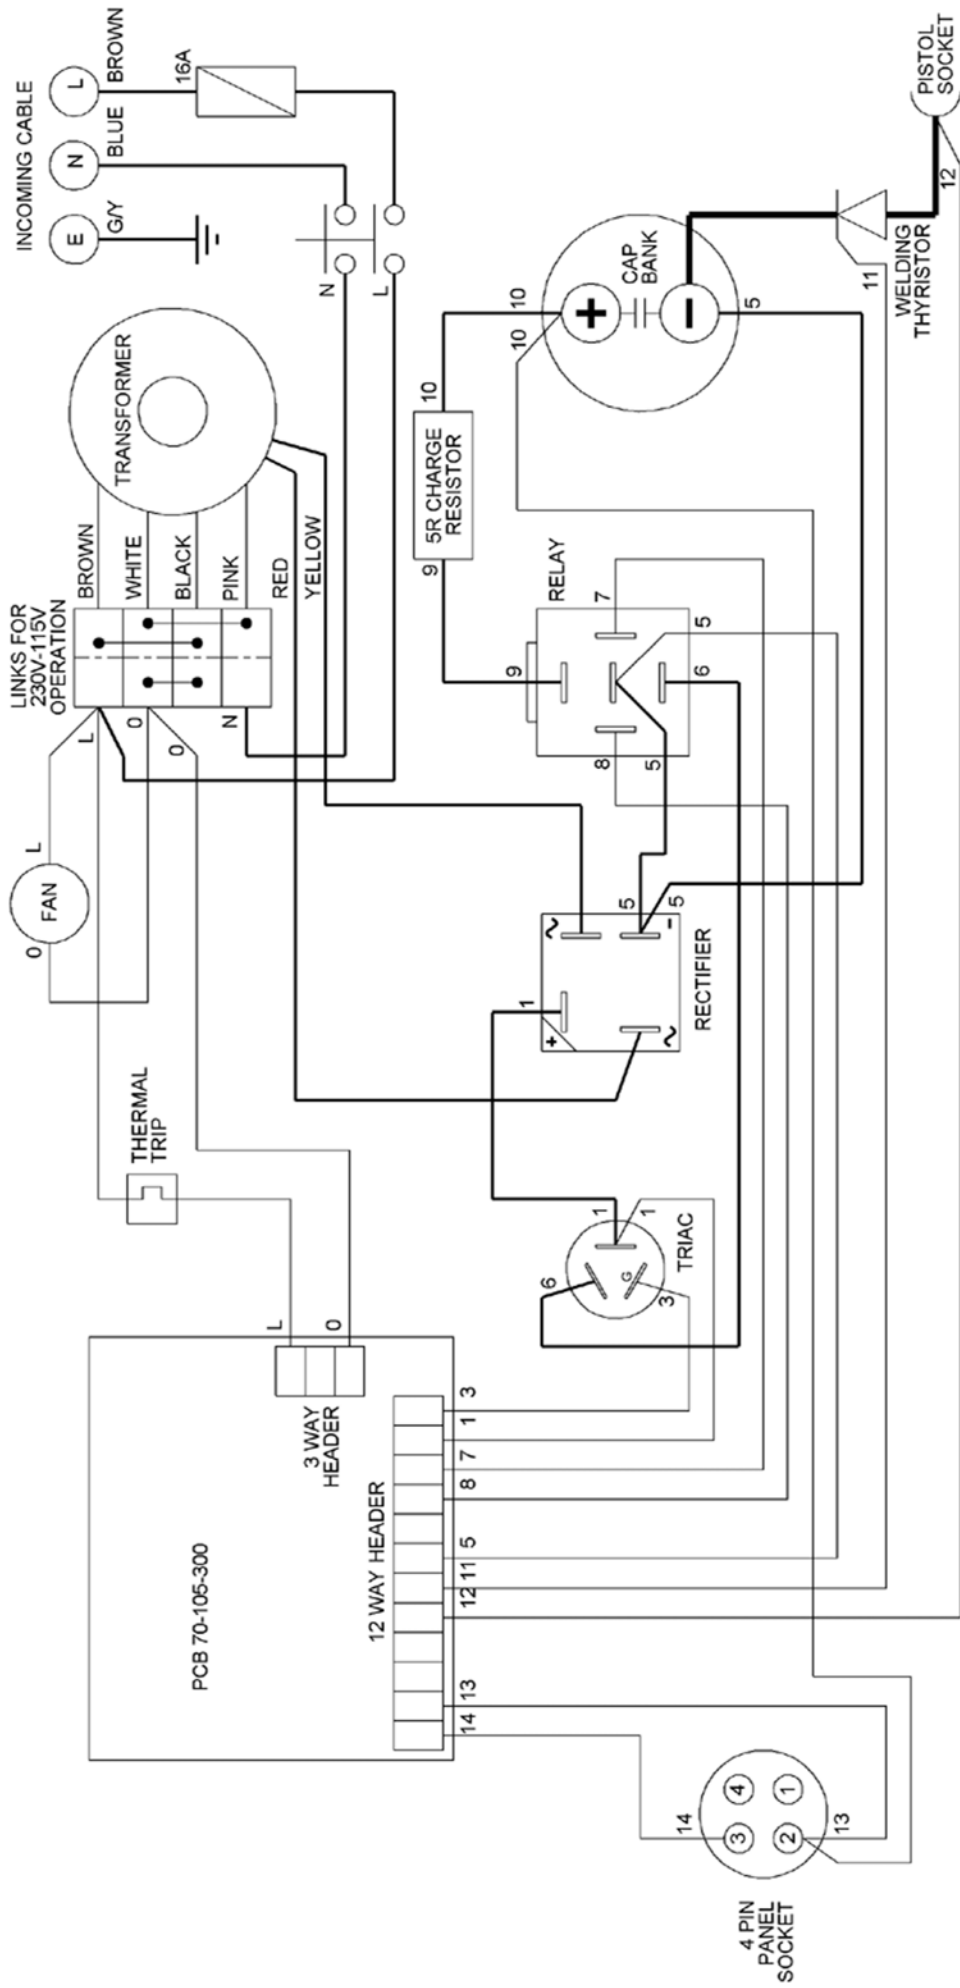 INCOMING CABLE
E
N
L
G/Y
BLUE
BROWN
16A
N
L
TRANSFORMER
LINKS FOR
230V-115V
OPERATION
BROWN
WHITE
BLACK
PINK
RED
YELLOW
L
0
0
N
FAN
L
0
THERMAL
TRIP
L
0
3 WAY
HEADER
PCB 70-105-300
12 WAY HEADER
14
13
12
11
5
8
7
1
3
TRIAC
6
1
1
3
G
RECTIFIER
1
+
~
~
-
5
5
RELAY
9
8
7
5
5
6
5R CHARGE
RESISTOR
9
10
10
10
+
CAP
BANK
-
5
WELDING
THYRISTOR
11
12
PISTOL
SOCKET
4 PIN
PANEL
SOCKET
14
13
3
4
2
1